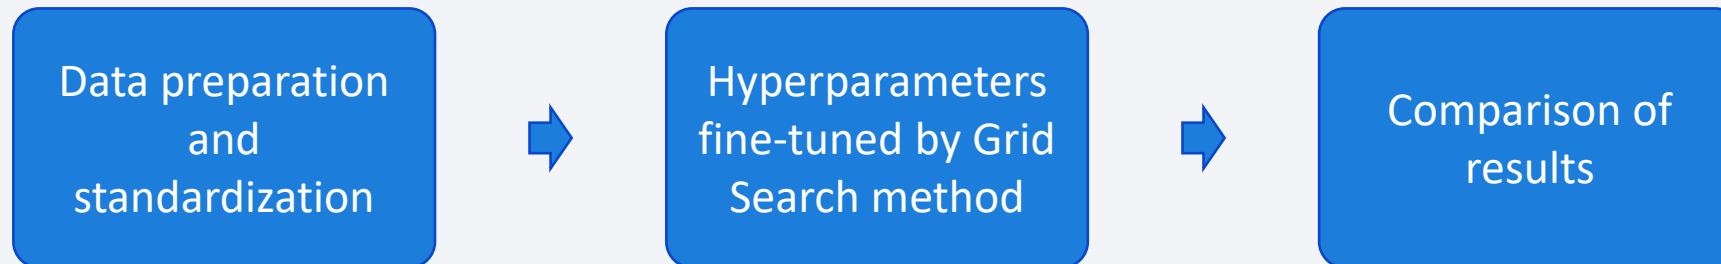 Data preparation
and
standardization
Hyperparameters
fine-tuned by Grid
Search method
Comparison of
results